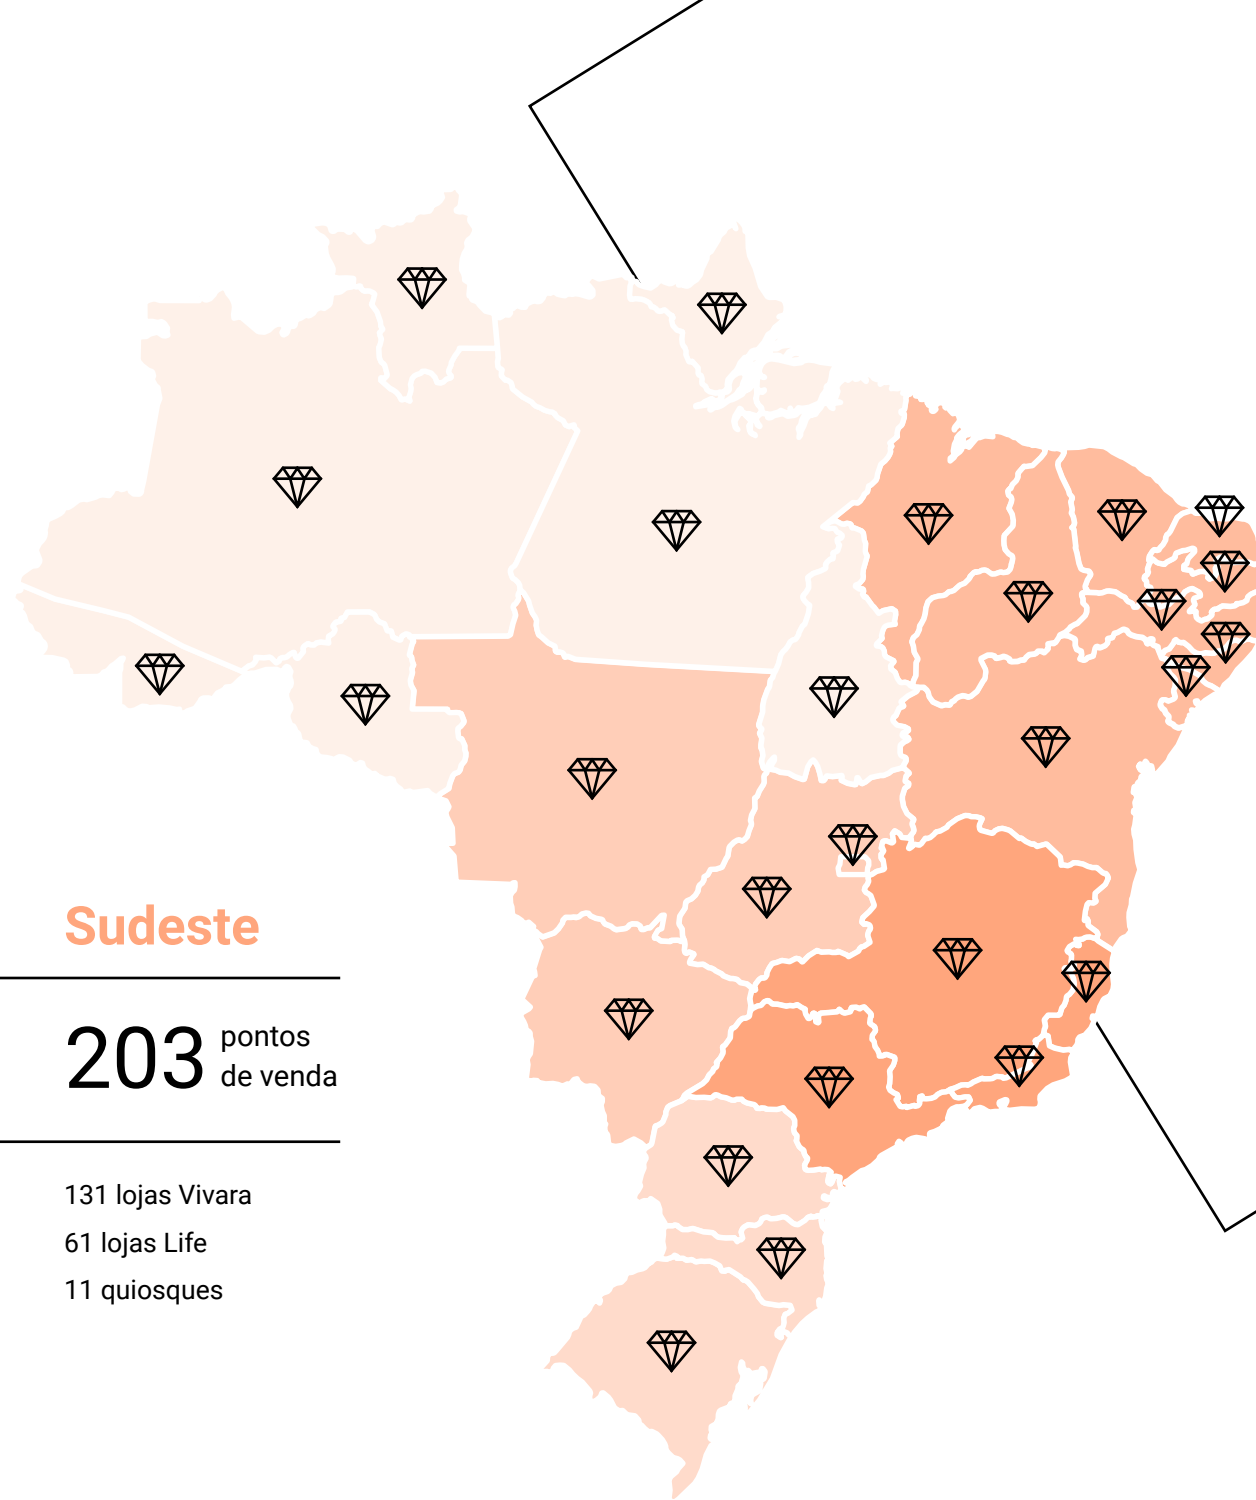 Sudeste
203 pontos
de venda
131 lojas Vivara
61 lojas Life
11 quiosques